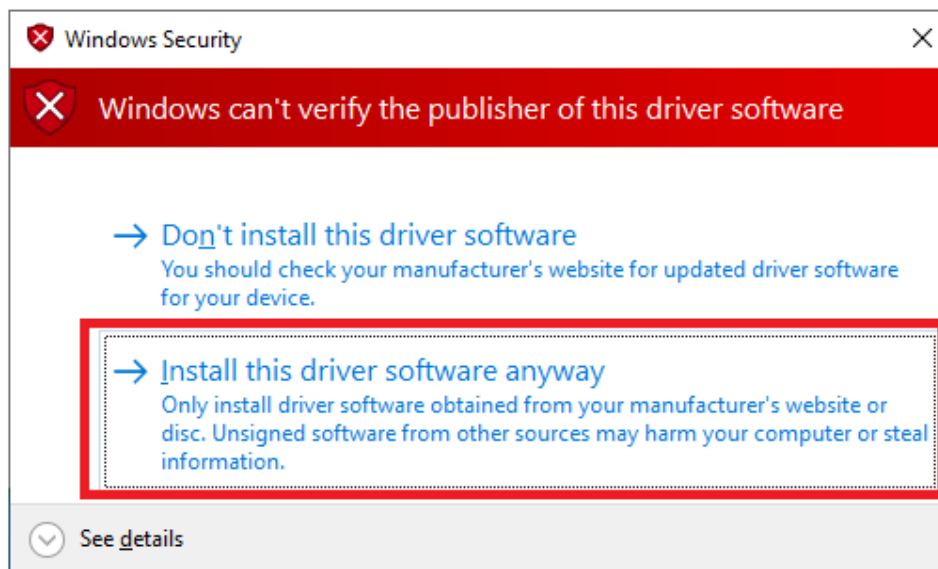 Windows Security
Windows can't verify the publisher of this driver software
Don't install this driver software
You should check your manufacturer's website for updated driver software
for your device.
Install this driver software anyway
Only install driver software obtained from your manufacturer's website or
disc. Unsigned software from other sources may harm your computer or steal
information.
See details